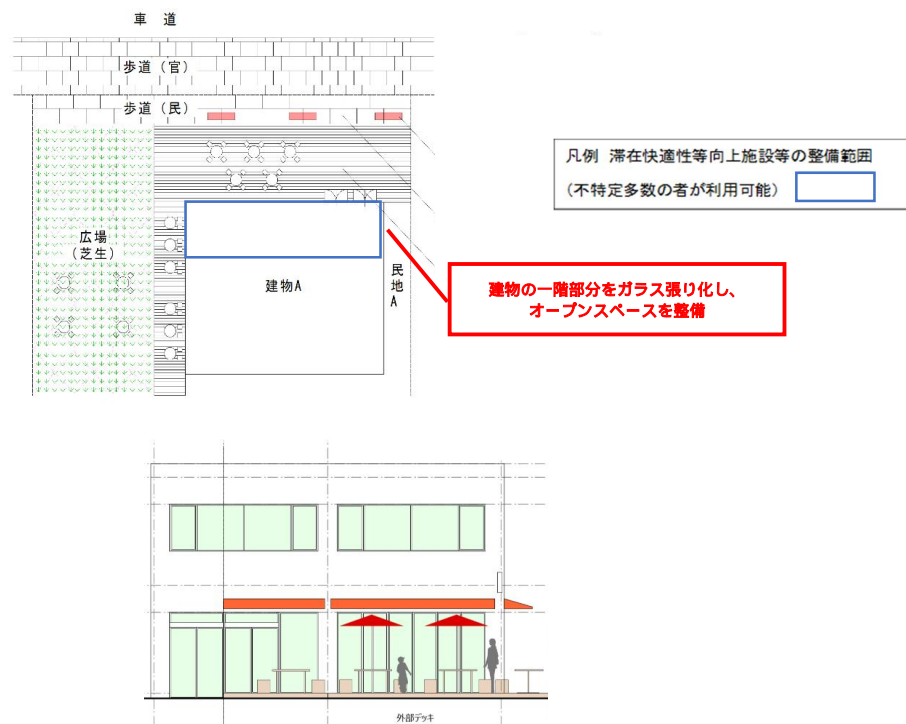 車 道
歩道（官）
歩道（民）
凡例 滞在快適性等向上施設等の整備範囲
（不特定多数の者が利用可能）
広場
（芝生）
建物A
民地A
建物の一階部分をガラス張り化し、
オープンスペースを整備
外部デッキ